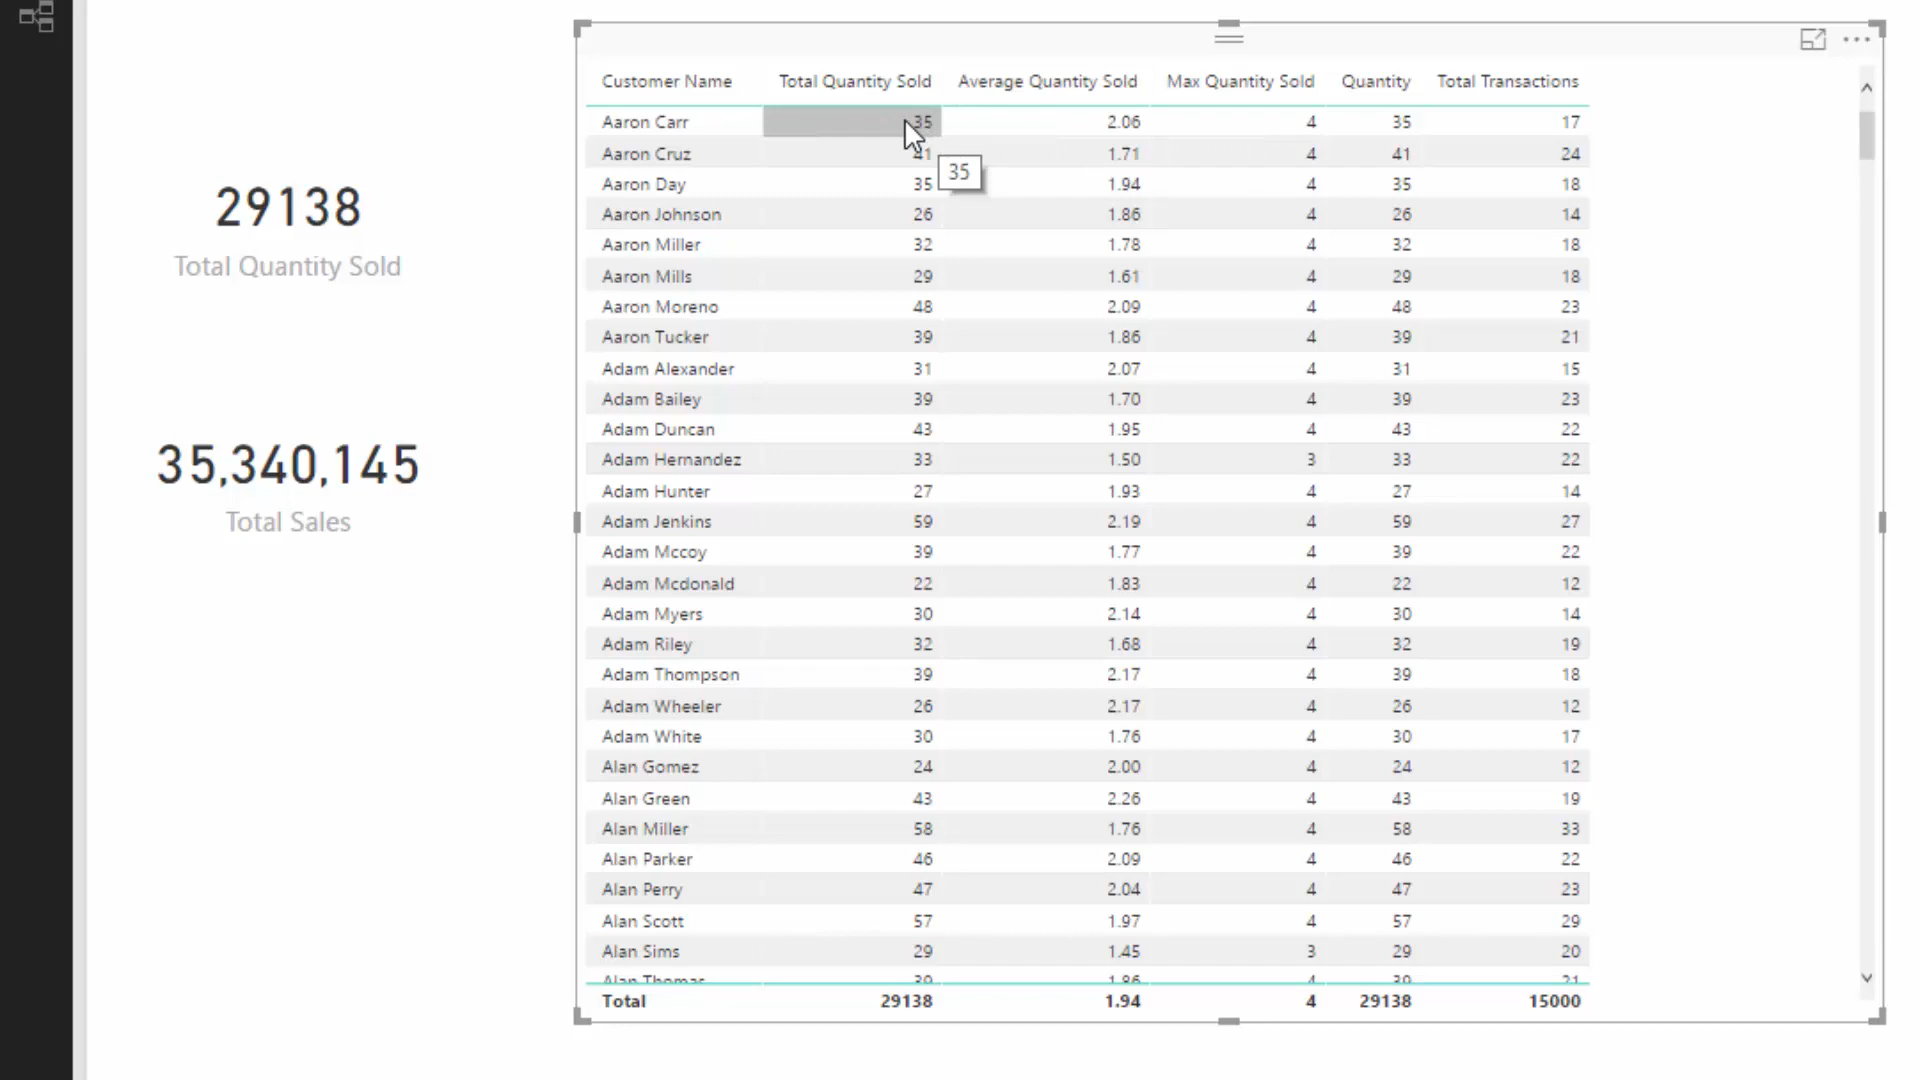 29138
Total Quantity Sold
35,340,145
Total Sales
Customer Name Total Quantity Sold Average Quantity Sold Max Quantity Sold Quantity Total Transactions
Aaron Carr 35 2.06 4 35 17
Aaron Cruz 41 1.71 4 41 24
35
Aaron Day 35 1.94 4 35 18
Aaron Johnson 26 1.86 4 26 14
Aaron Miller 32 1.78 4 32 18
Aaron Mills 29 1.61 4 29 18
Aaron Moreno 48 2.09 4 48 23
Aaron Tucker 39 1.86 4 39 21
Adam Alexander 31 2.07 4 31 15
Adam Bailey 39 1.70 4 39 23
Adam Duncan 43 1.95 4 43 22
Adam Hernandez 33 1.50 3 33 22
Adam Hunter 27 1.93 4 27 14
Adam Jenkins 59 2.19 4 59 27
Adam Mccoy 39 1.77 4 39 22
Adam Mcdonald 22 1.83 4 22 12
Adam Myers 30 2.14 4 30 14
Adam Riley 32 1.68 4 32 19
Adam Thompson 39 2.17 4 39 18
Adam Wheeler 26 2.17 4 26 12
Adam White 30 1.76 4 30 17
Alan Gomez 24 2.00 4 24 12
Alan Green 43 2.26 4 43 19
Alan Miller 58 1.76 4 58 33
Alan Parker 46 2.09 4 46 22
Alan Perry 47 2.04 4 47 23
Alan Scott 57 1.97 4 57 29
Alan Sims 29 1.45 3 29 20
Alan Thomas 39 1.86 4 39 21
Total 29138 1.94 4 29138 15000